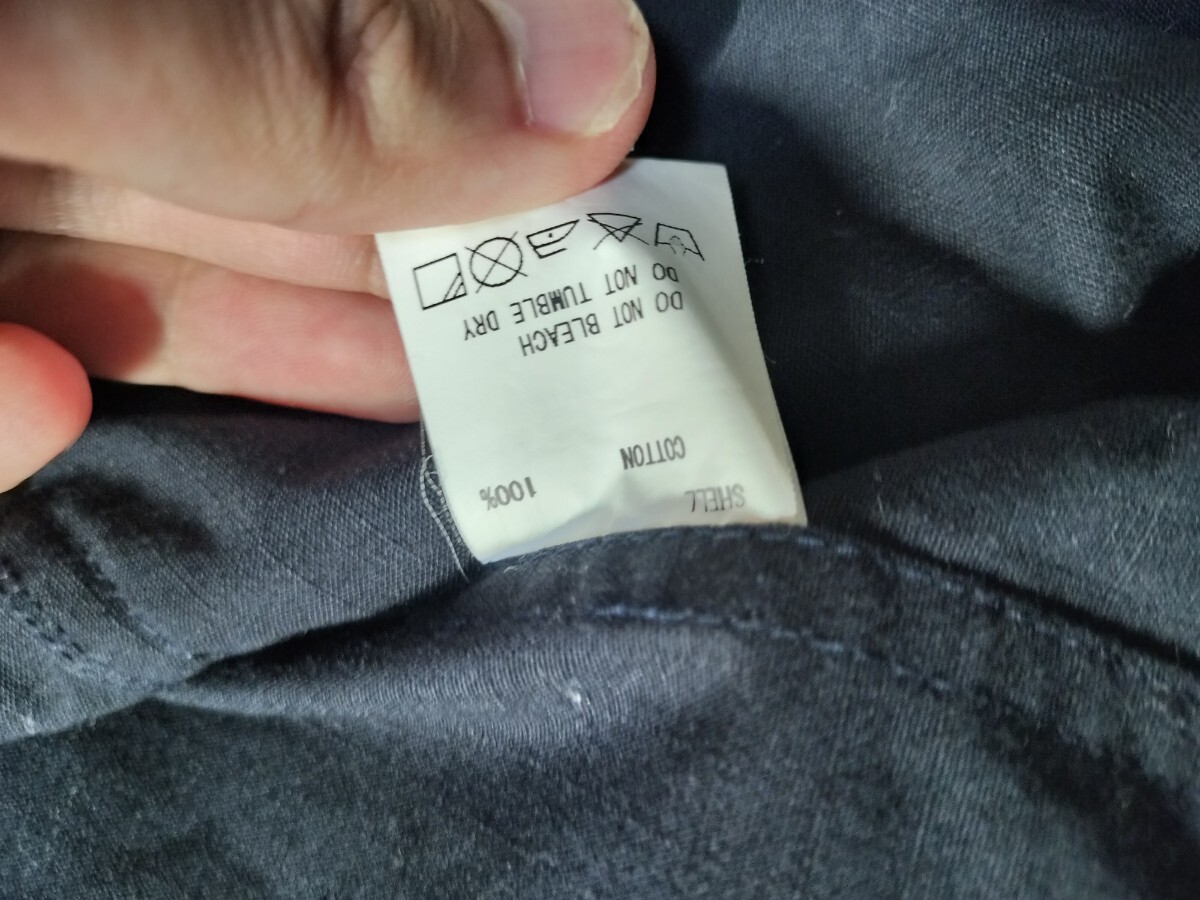 SHELL
COTTON 100%
DO NOT BLEACH
DO NOT TUMBLE DRY